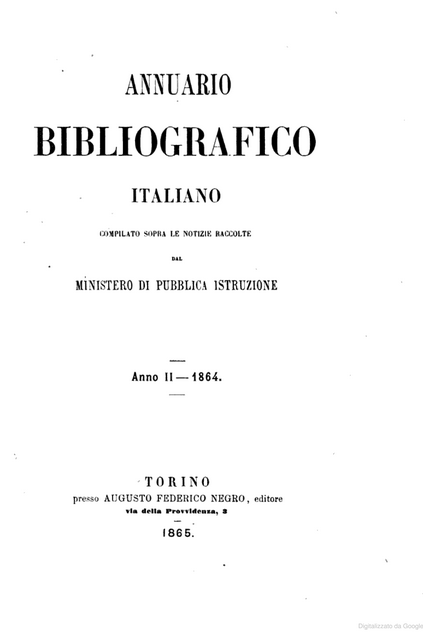 ANNUARIO
BIBLIOGRAFICO
ITALIANO
COMPILATO SOPRA LE NOTIZIE RACCOLTE
DAL
MINISTERO DI PUBBLICA ISTRUZIONE
Anno II — 1864.
TORINO
presso AUGUSTO FEDERICO NEGRO, editore
via della Provvidenza, 3
1865.
Digitalizzato da Google